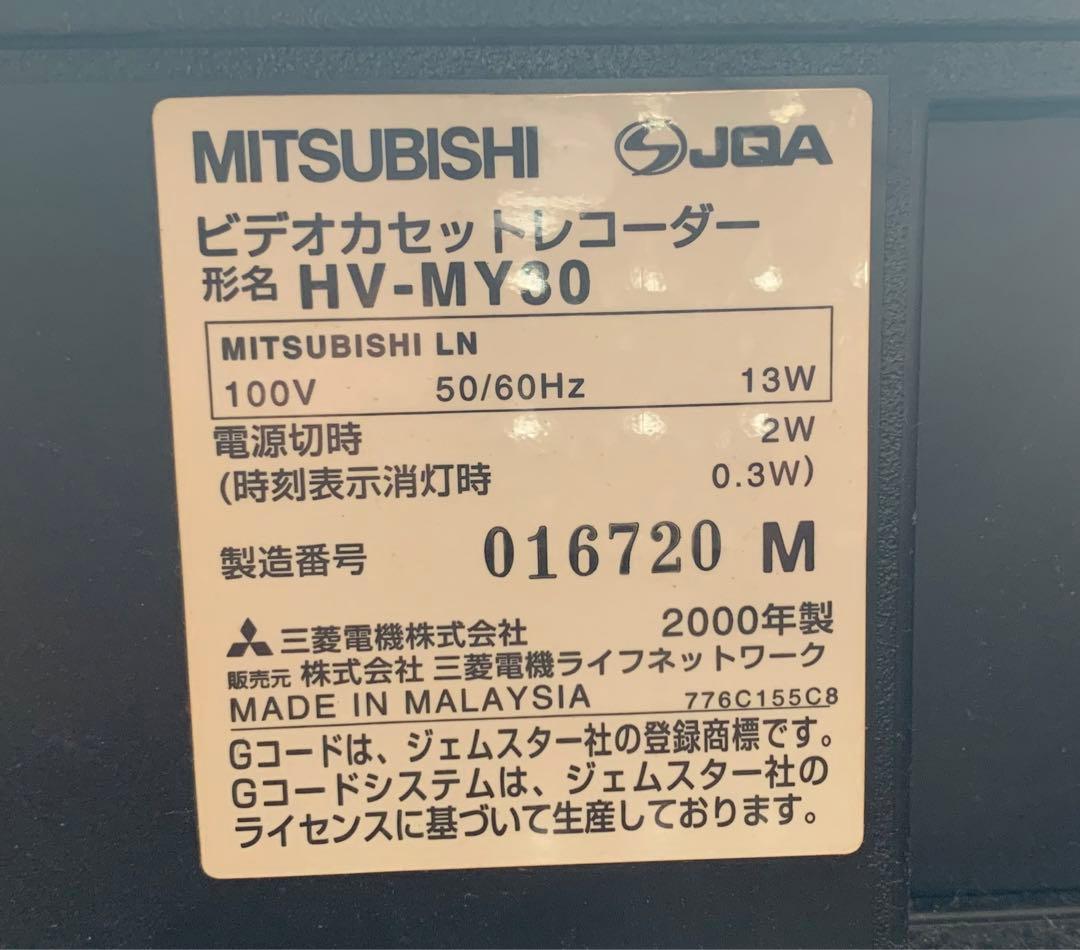 MITSUBISHI JQA
ビデオカセットレコーダー
形名 HV-MY30
MITSUBISHI LN
100V 50/60Hz 13W
電源切時 2W
(時刻表示消灯時 0.3W)
製造番号 016720 M
三菱電機株式会社 2000年製
販売元 株式会社 三菱電機ライフネットワーク
MADE IN MALAYSIA 776C155C8
Gコードは、ジェムスター社の登録商標です。
Gコードシステムは、ジェムスター社の
ライセンスに基づいて生産しております。